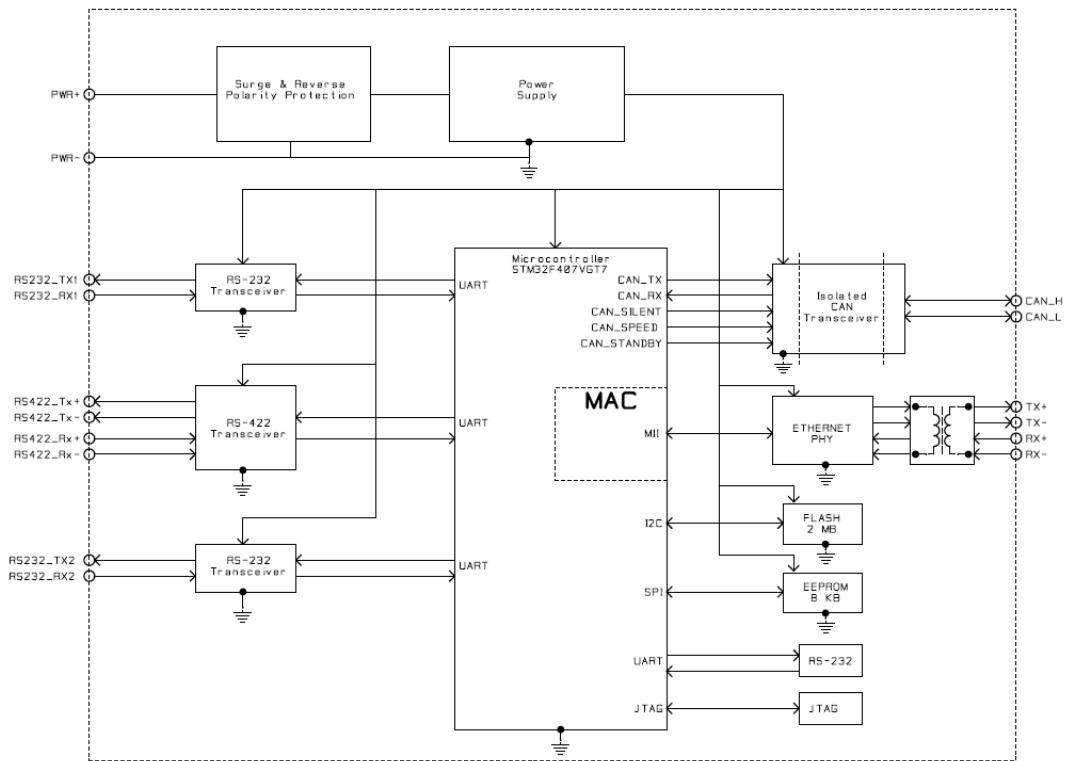 Surge & Reverse
Polarity Protection
Power
Supply
PWR+
PWR-
Microcontroller
STM32F407VGT7
RS232_TX1
RS232_RX1
RS-232
Transceiver
UART
CAN_TX
CAN_RX
CAN_SILENT
CAN_SPEED
CAN_STANDBY
Isolated
CAN
Transceiver
CAN_H
CAN_L
RS422_Tx+
RS422_Tx-
RS422_Rx+
RS422_Rx-
RS-422
Transceiver
UART
MAC
MII
ETHERNET
PHY
TX+
TX-
RX+
RX-
I2C
FLASH
2 MB
RS232_TX2
RS232_RX2
RS-232
Transceiver
UART
SPI
EEPROM
8 KB
UART
RS-232
JTAG
JTAG